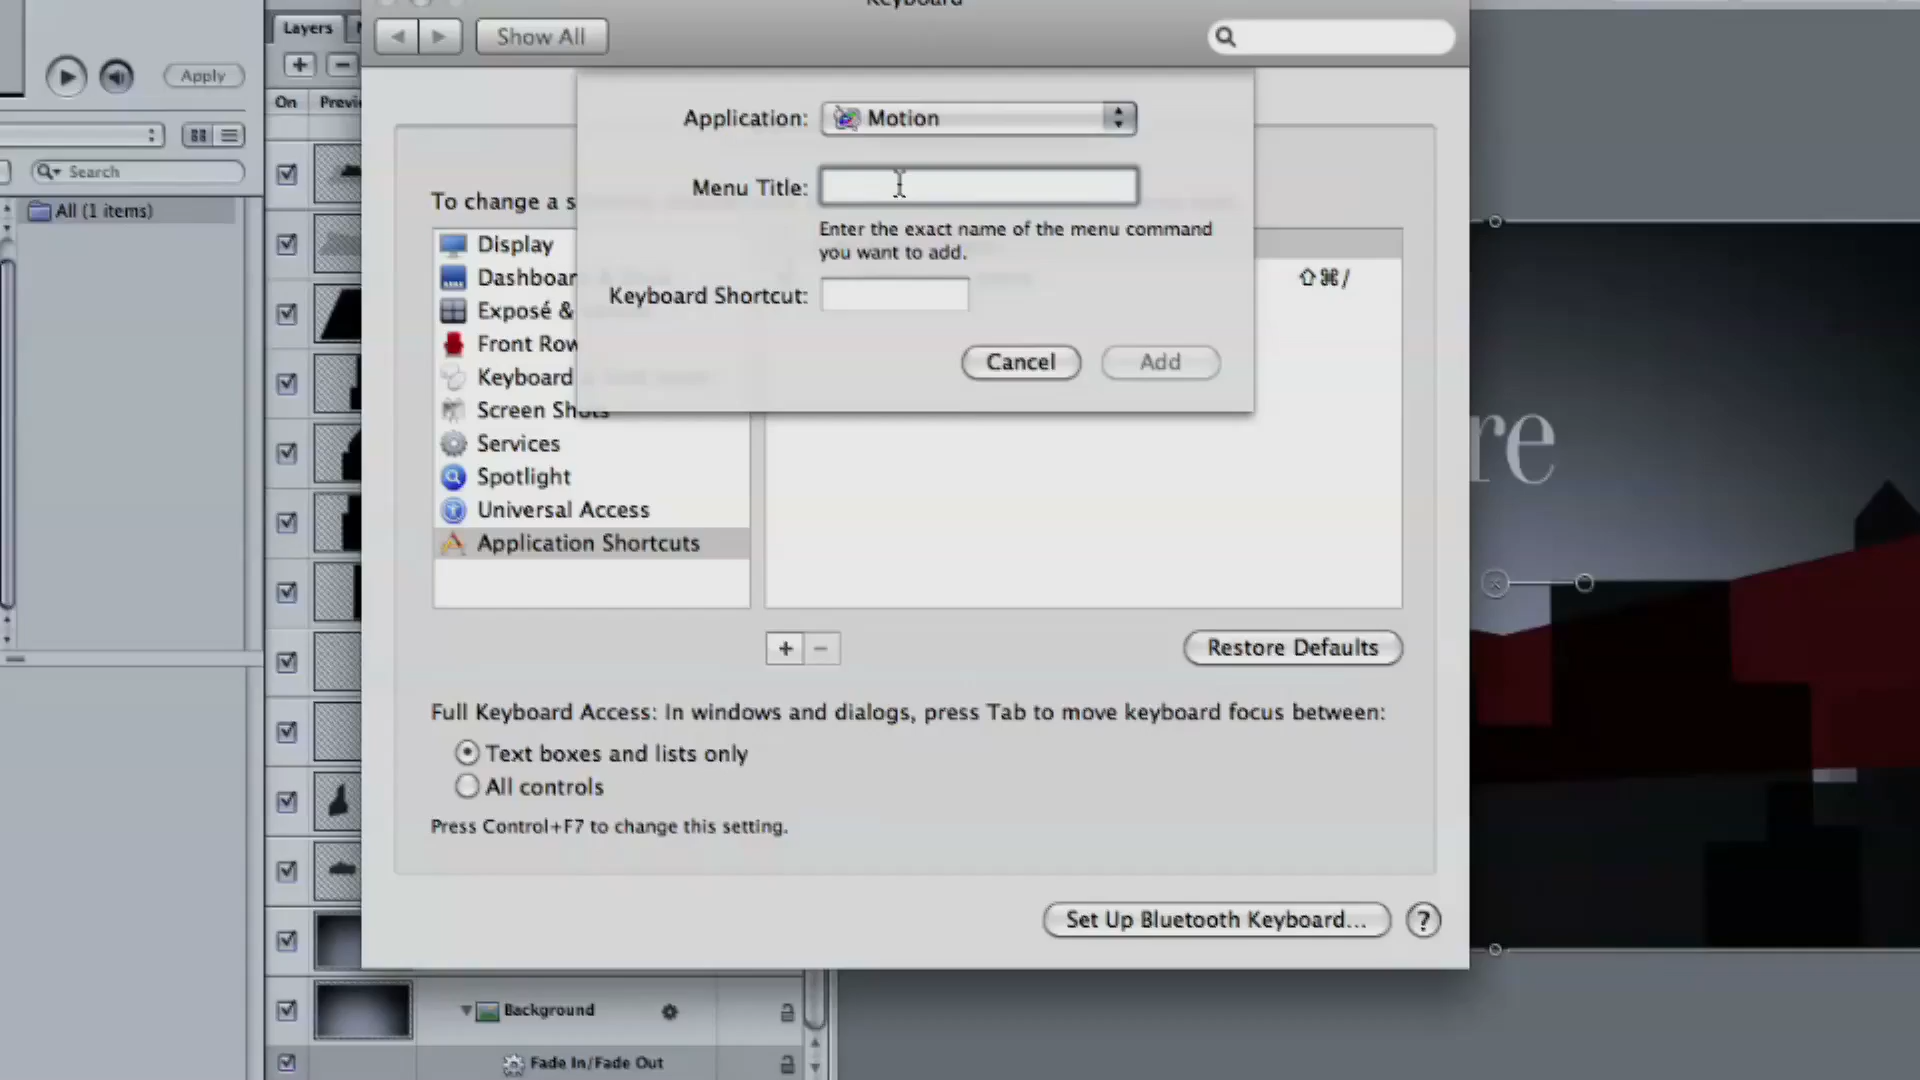 Keyboard
Layers
Show All
Apply
On
Previ
Application:
Motion
Search
Menu Title:
All (1 items)
To change a s
Enter the exact name of the menu command
you want to add.
Display
Dashboar
⇧⌘/
Keyboard Shortcut:
Exposé &
Front Row
Cancel
Add
Keyboard
Screen Shots
Services
re
Spotlight
Universal Access
Application Shortcuts
Restore Defaults
Full Keyboard Access: In windows and dialogs, press Tab to move keyboard focus between:
Text boxes and lists only
All controls
Press Control+F7 to change this setting.
Set Up Bluetooth Keyboard...
?
Background
Fade In/Fade Out